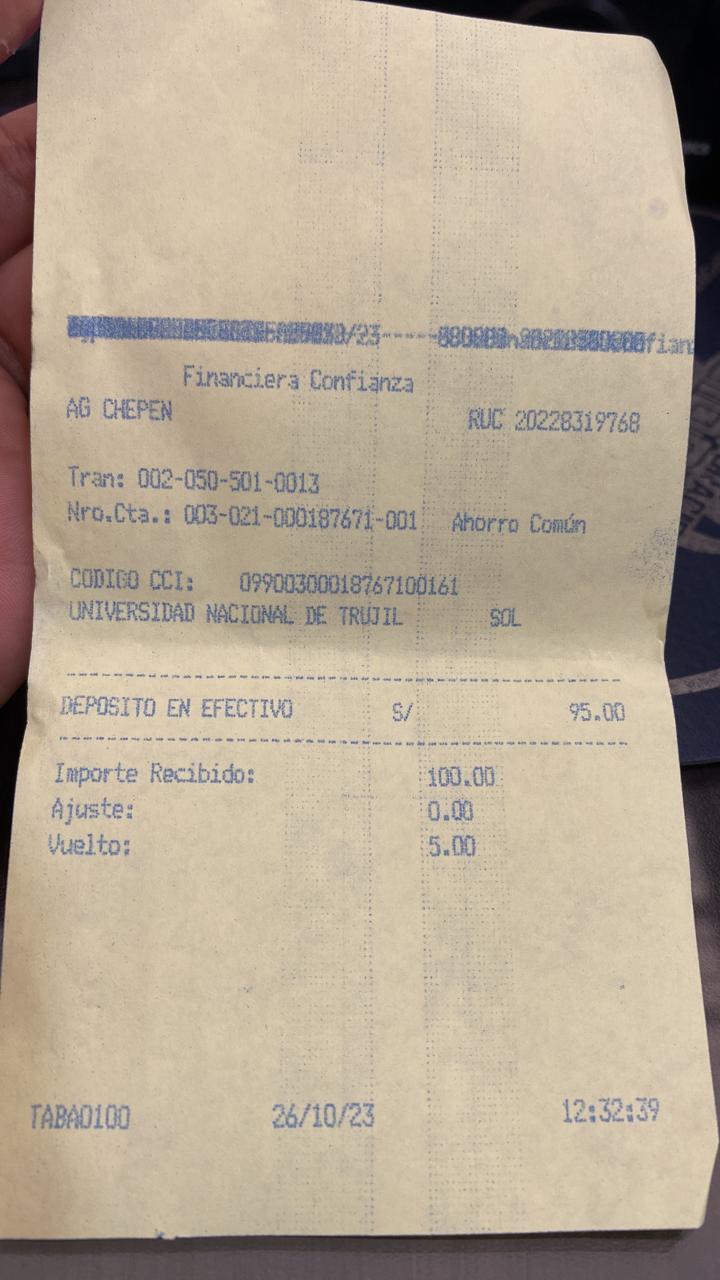 Financiera Confianza
AG CHEPEN RUC 20228319768
Tran: 002-050-501-0013
Nro.Cta.: 003-021-000187671-001 Ahorro Común
CODIGO CCI: 09900300018767100161
UNIVERSIDAD NACIONAL DE TRUJIL SOL
DEPOSITO EN EFECTIVO S/ 95.00
Importe Recibido: 100.00
Ajuste: 0.00
Vuelto: 5.00
TABA0100 26/10/23 12:32:39